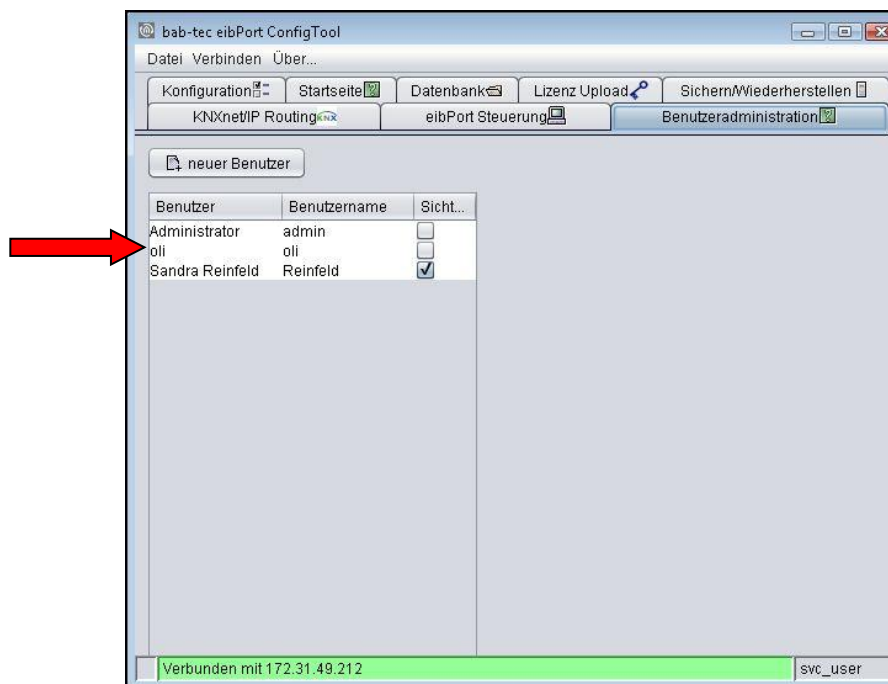 bab-tec eibPort ConfigTool
Datei Verbinden Über...
Konfiguration Startseite Datenbank Lizenz Upload Sichern/Wiederherstellen
KNXnet/IP Routing KNX eibPort Steuerung Benutzeradministration
neuer Benutzer
Benutzer Benutzername Sicht...
Administrator admin
oli oli
Sandra Reinfeld Reinfeld
Verbunden mit 172.31.49.212 svc_user